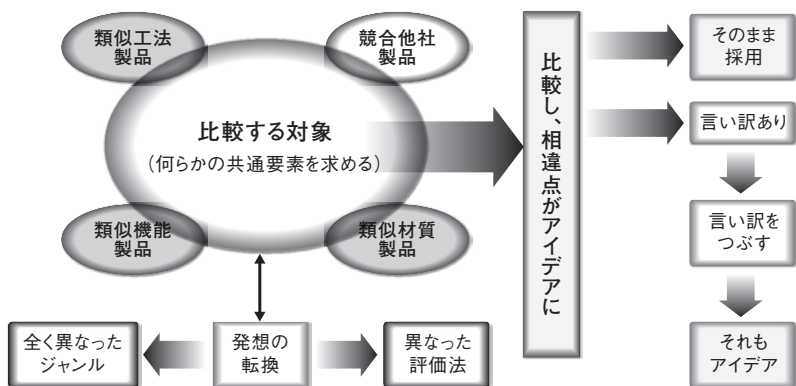 類似工法
製品
競合他社
製品
比較する対象
（何らかの共通要素を求める）
類似機能
製品
類似材質
製品
全く異なった
ジャンル
発想の
転換
異なった
評価法
比較し、相違点がアイデアに
そのまま
採用
言い訳あり
言い訳を
つぶす
それも
アイデア